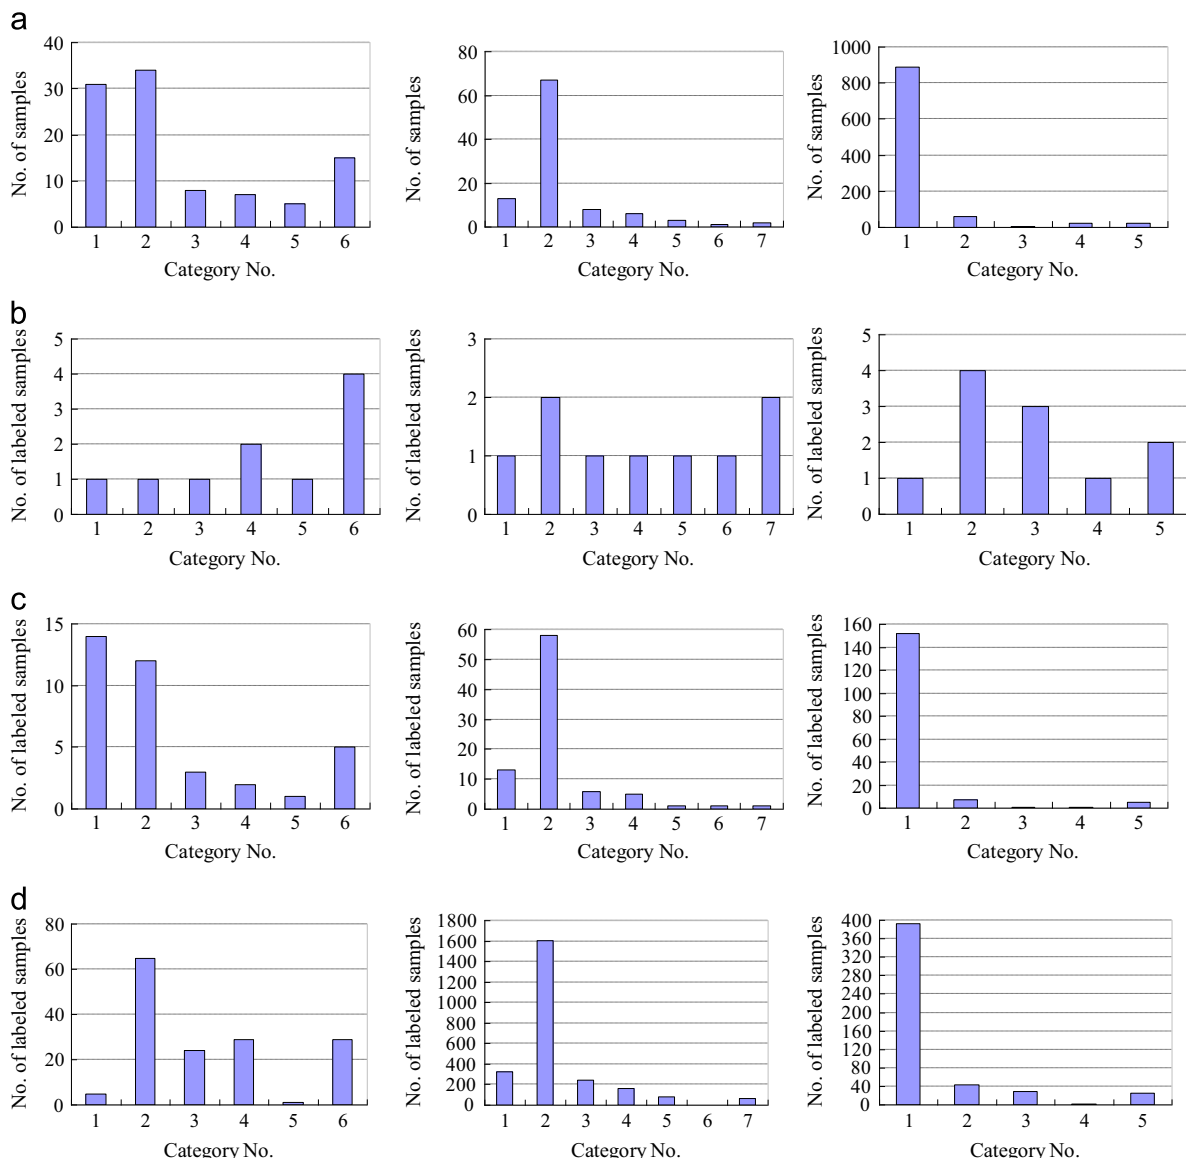 a
No. of samples
40
30
20
10
0
1 2 3 4 5 6
Category No.
No. of samples
80
60
40
20
0
1 2 3 4 5 6 7
Category No.
No. of samples
1000
800
600
400
200
0
1 2 3 4 5
Category No.
b
No. of labeled samples
5
4
3
2
1
0
1 2 3 4 5 6
Category No.
No. of labeled samples
3
2
1
0
1 2 3 4 5 6 7
Category No.
No. of labeled samples
5
4
3
2
1
0
1 2 3 4 5
Category No.
c
No. of labeled samples
15
10
5
0
1 2 3 4 5 6
Category No.
No. of labeled samples
60
50
40
30
20
10
0
1 2 3 4 5 6 7
Category No.
No. of labeled samples
160
140
120
100
80
60
40
20
0
1 2 3 4 5
Category No.
d
No. of labeled samples
80
60
40
20
0
1 2 3 4 5 6
Category No.
No. of labeled samples
1800
1600
1400
1200
1000
800
600
400
200
0
1 2 3 4 5 6 7
Category No.
No. of labeled samples
400
360
320
280
240
200
160
120
80
40
0
1 2 3 4 5
Category No.